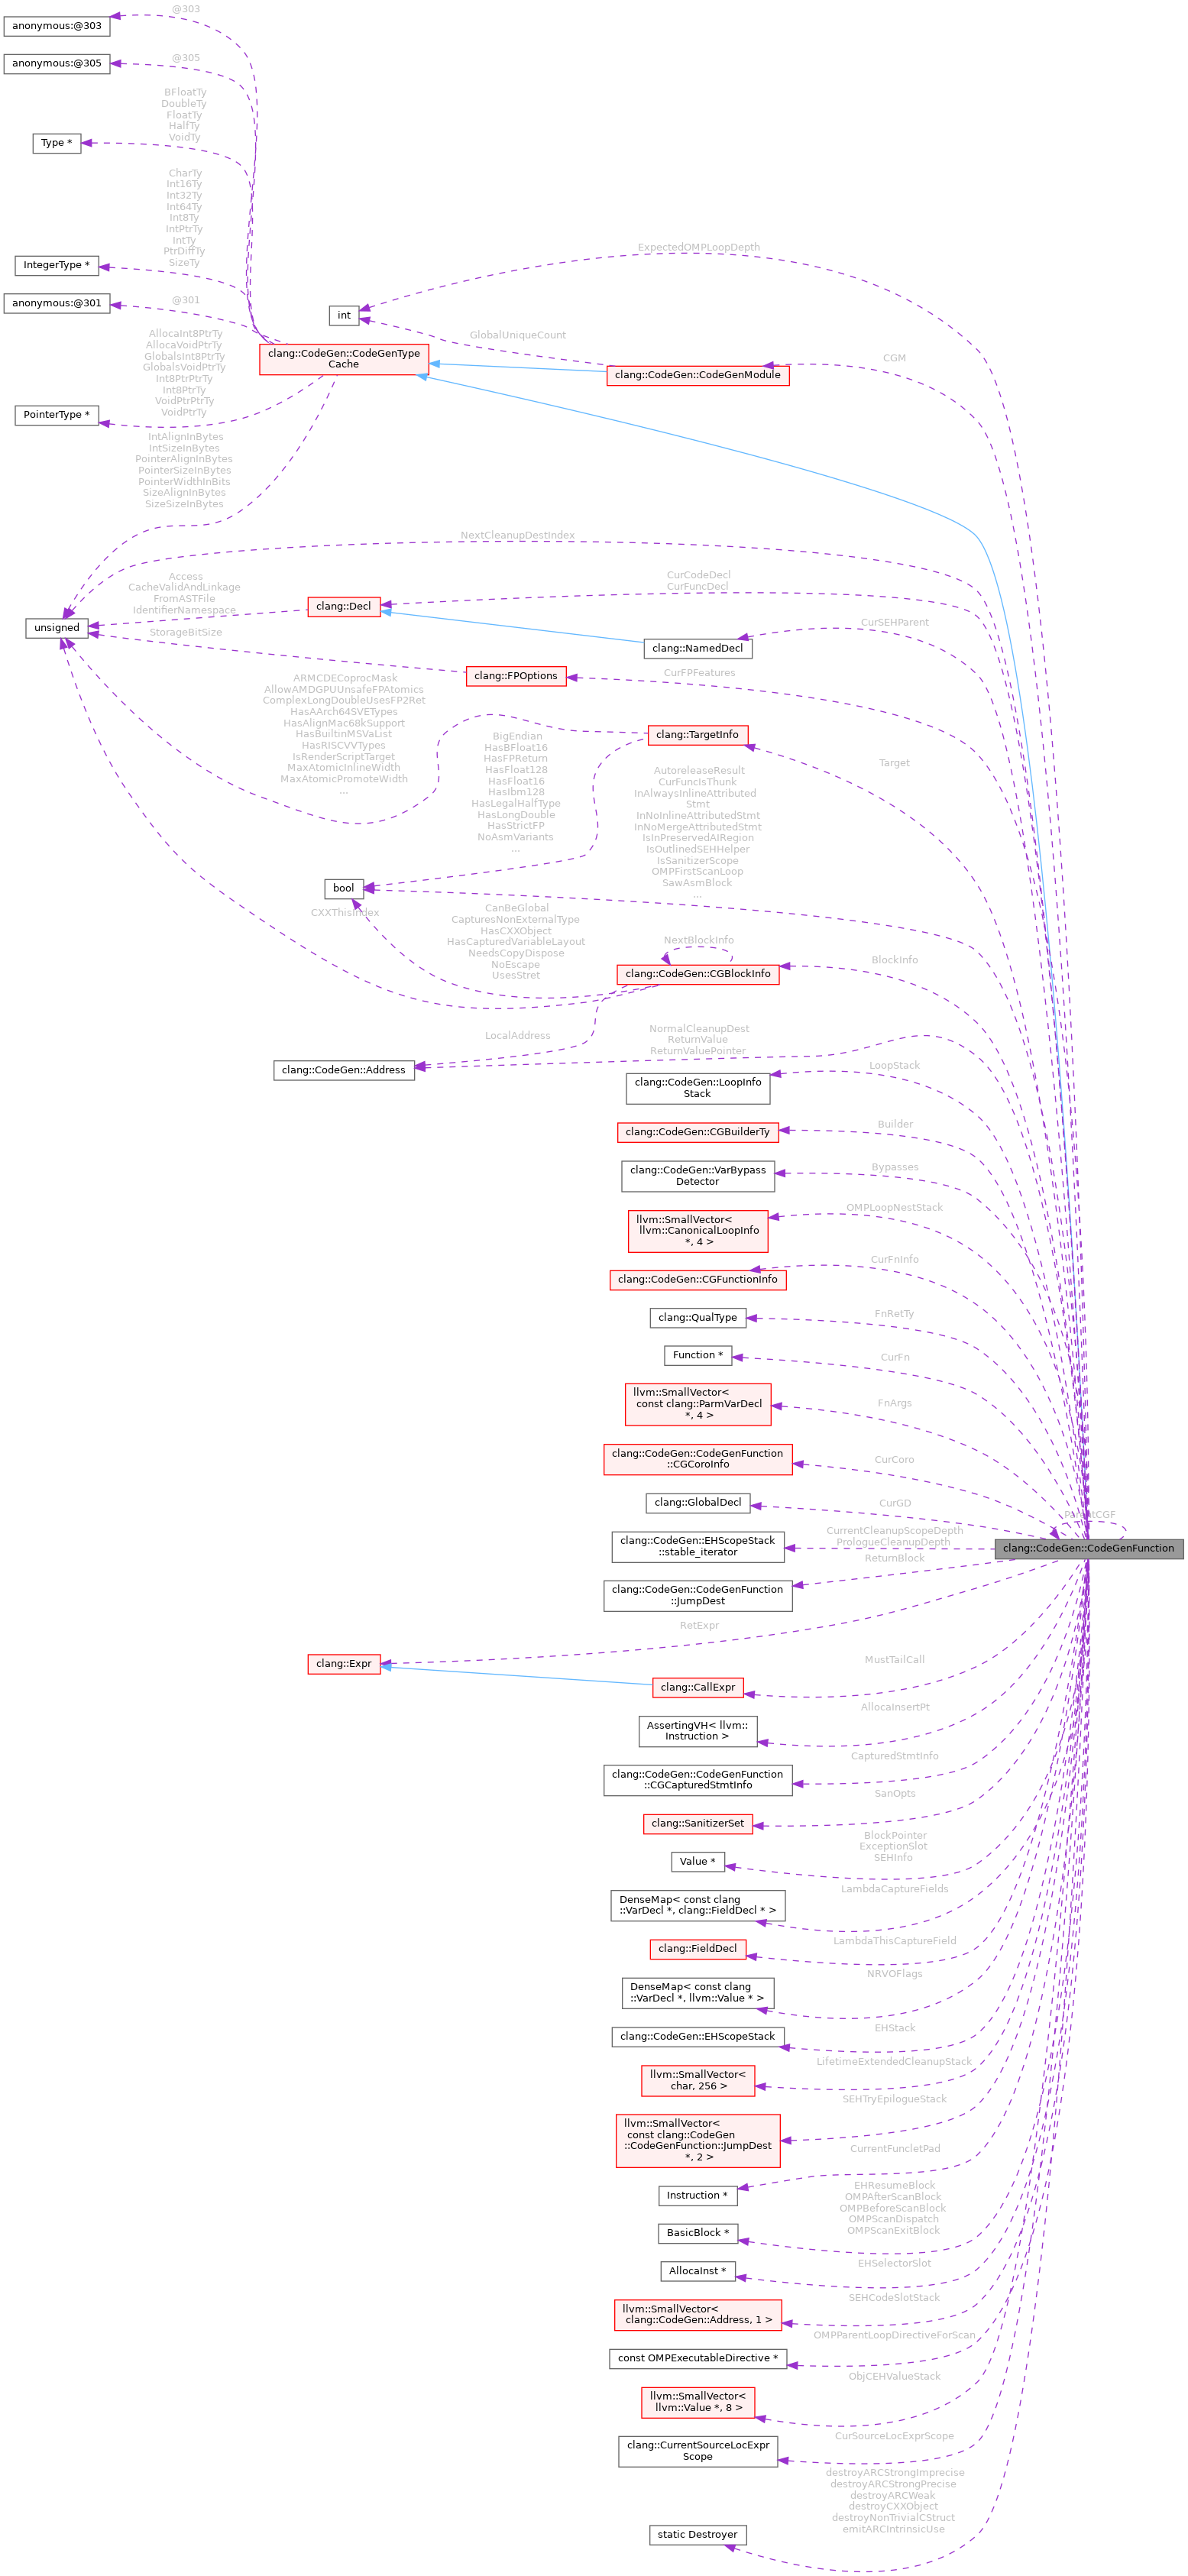 @303
anonymous:@303
@305
anonymous:@305
BFloatTy
DoubleTy
FloatTy
HalfTy
VoidTy
Type *
CharTy
Int16Ty
Int32Ty
Int64Ty
Int8Ty
IntPtrTy
IntTy
PtrDiffTy
SizeTy
ExpectedOMPLoopDepth
IntegerType *
@301
anonymous:@301
int
AllocaInt8PtrTy
AllocaVoidPtrTy
GlobalsInt8PtrTy
GlobalsVoidPtrTy
Int8PtrPtrTy
Int8PtrTy
VoidPtrPtrTy
VoidPtrTy
GlobalUniqueCount
clang::CodeGen::CodeGenType
Cache
CGM
clang::CodeGen::CodeGenModule
PointerType *
IntAlignInBytes
IntSizeInBytes
PointerAlignInBytes
PointerSizeInBytes
PointerWidthInBits
SizeAlignInBytes
SizeSizeInBytes
NextCleanupDestIndex
Access
CacheValidAndLinkage
FromASTFile
IdentifierNamespace
CurCodeDecl
CurFuncDecl
clang::Decl
unsigned
StorageBitSize
CurSEHParent
clang::NamedDecl
clang::FPOptions
CurFPFeatures
ARMCDECoprocMask
AllowAMDGPUUnsafeFPAtomics
ComplexLongDoubleUsesFP2Ret
HasAArch64SVETypes
HasAlignMac68kSupport
HasBuiltinMSVaList
HasRISCVVTypes
IsRenderScriptTarget
MaxAtomicInlineWidth
MaxAtomicPromoteWidth
...
clang::TargetInfo
BigEndian
HasBFloat16
HasFPReturn
HasFloat128
HasFloat16
HasIbm128
HasLegalHalfType
HasLongDouble
HasStrictFP
NoAsmVariants
...
Target
AutoreleaseResult
CurFuncIsThunk
InAlwaysInlineAttributed
Stmt
InNoInlineAttributedStmt
InNoMergeAttributedStmt
IsInPreservedAIRegion
IsOutlinedSEHHelper
IsSanitizerScope
OMPFirstScanLoop
SawAsmBlock
...
bool
CXXThisIndex
CanBeGlobal
CapturesNonExternalType
HasCXXObject
HasCapturedVariableLayout
NeedsCopyDispose
NoEscape
UsesStret
NextBlockInfo
clang::CodeGen::CGBlockInfo
BlockInfo
LocalAddress
NormalCleanupDest
ReturnValue
ReturnValuePointer
clang::CodeGen::Address
LoopStack
clang::CodeGen::LoopInfo
Stack
Builder
clang::CodeGen::CGBuilderTy
Bypasses
clang::CodeGen::VarBypass
Detector
OMPLoopNestStack
llvm::SmallVector<
llvm::CanonicalLoopInfo
*, 4 >
CurFnInfo
clang::CodeGen::CGFunctionInfo
FnRetTy
clang::QualType
CurFn
Function *
FnArgs
llvm::SmallVector<
const clang::ParmVarDecl
*, 4 >
CurCoro
clang::CodeGen::CodeGenFunction
::CGCoroInfo
CurGD
clang::GlobalDecl
ParentCGF
clang::CodeGen::CodeGenFunction
CurrentCleanupScopeDepth
PrologueCleanupDepth
clang::CodeGen::EHScopeStack
::stable_iterator
ReturnBlock
clang::CodeGen::CodeGenFunction
::JumpDest
RetExpr
clang::Expr
MustTailCall
clang::CallExpr
AllocaInsertPt
AssertingVH< llvm::
Instruction >
CapturedStmtInfo
clang::CodeGen::CodeGenFunction
::CGCapturedStmtInfo
SanOpts
clang::SanitizerSet
BlockPointer
ExceptionSlot
SEHInfo
Value *
LambdaCaptureFields
DenseMap< const clang
::VarDecl *, clang::FieldDecl * >
LambdaThisCaptureField
clang::FieldDecl
NRVOFlags
DenseMap< const clang
::VarDecl *, llvm::Value * >
EHStack
clang::CodeGen::EHScopeStack
LifetimeExtendedCleanupStack
llvm::SmallVector<
char, 256 >
SEHTryEpilogueStack
llvm::SmallVector<
const clang::CodeGen
::CodeGenFunction::JumpDest
*, 2 >
CurrentFuncletPad
Instruction *
EHResumeBlock
OMPAfterScanBlock
OMPBeforeScanBlock
OMPScanDispatch
OMPScanExitBlock
BasicBlock *
EHSelectorSlot
AllocaInst *
SEHCodeSlotStack
llvm::SmallVector<
clang::CodeGen::Address, 1 >
OMPParentLoopDirectiveForScan
const OMPExecutableDirective *
ObjCEHValueStack
llvm::SmallVector<
llvm::Value *, 8 >
CurSourceLocExprScope
clang::CurrentSourceLocExpr
Scope
destroyARCStrongImprecise
destroyARCStrongPrecise
destroyARCWeak
destroyCXXObject
destroyNonTrivialCStruct
emitARCIntrinsicUse
static Destroyer